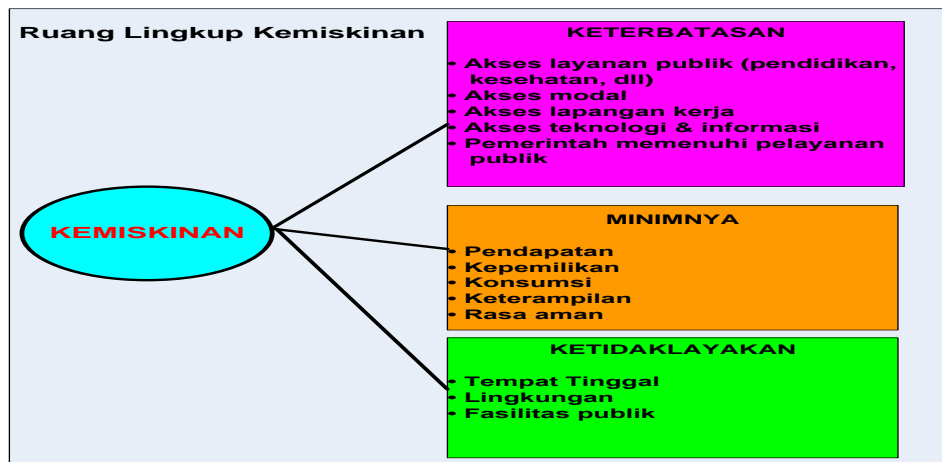 Ruang Lingkup Kemiskinan
KEMISKINAN
KETERBATASAN
• Akses layanan publik (pendidikan,
kesehatan, dll)
• Akses modal
• Akses lapangan kerja
• Akses teknologi & informasi
• Pemerintah memenuhi pelayanan
publik
MINIMNYA
• Pendapatan
• Kepemilikan
• Konsumsi
• Keterampilan
• Rasa aman
KETIDAKLAYAKAN
• Tempat Tinggal
• Lingkungan
• Fasilitas publik